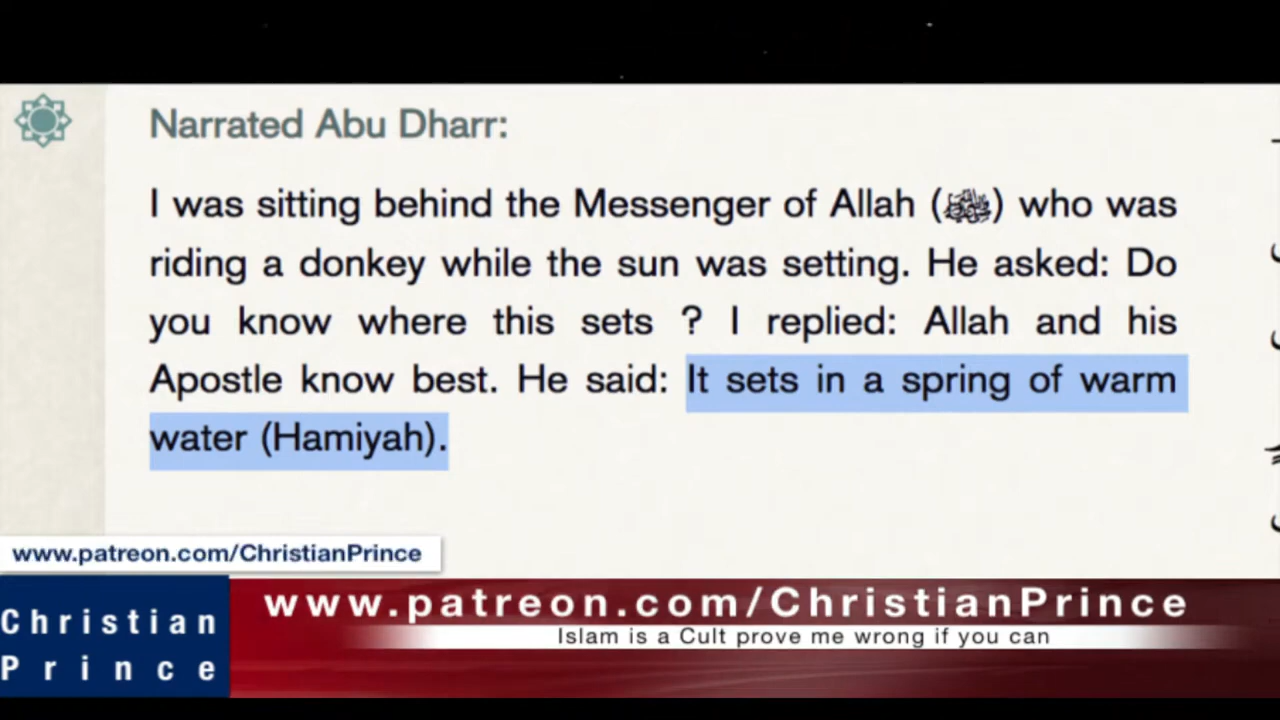 Narrated Abu Dharr:
I was sitting behind the Messenger of Allah (ﷺ) who was
riding a donkey while the sun was setting. He asked: Do
you know where this sets ? I replied: Allah and his
Apostle know best. He said: It sets in a spring of warm
water (Hamiyah).
www.patreon.com/ChristianPrince
Christian
Prince
www.patreon.com/ChristianPrince
Islam is a Cult prove me wrong if you can